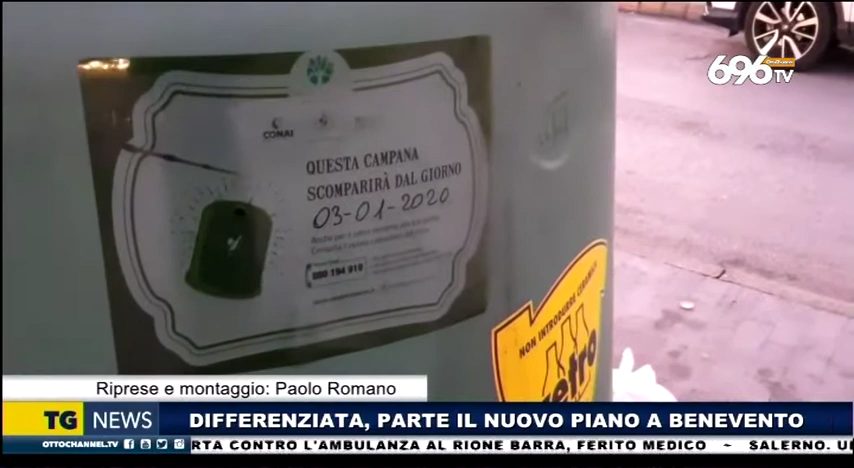 696
OttoChannel
TV
CONAI
QUESTA CAMPANA
SCOMPARIRÀ DAL GIORNO
03-01-2020
800 194 919
NON INTRODURRE CERAMICA
Vetro
Riprese e montaggio: Paolo Romano
TG NEWS
DIFFERENZIATA, PARTE IL NUOVO PIANO A BENEVENTO
OTTOCHANNEL.TV
RTA CONTRO L'AMBULANZA AL RIONE BARRA, FERITO MEDICO ~ SALERNO. U